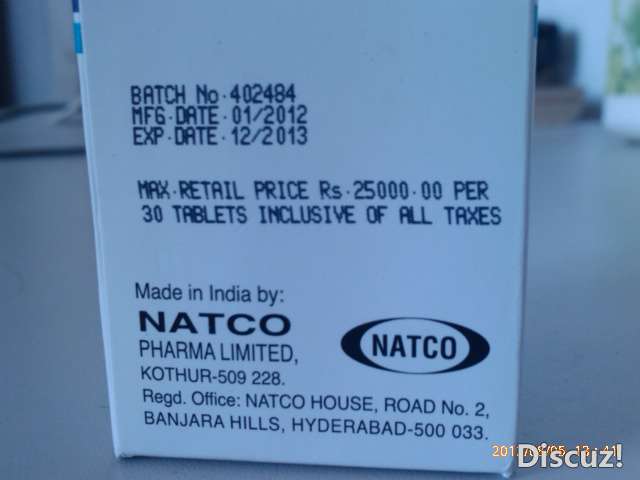 BATCH No.402484
MFG.DATE.01/2012
EXP.DATE.12/2013
MAX.RETAIL PRICE Rs.25000.00 PER
30 TABLETS INCLUSIVE OF ALL TAXES
Made in India by:
NATCO
PHARMA LIMITED,
NATCO
KOTHUR-509 228.
Regd. Office: NATCO HOUSE, ROAD No. 2,
BANJARA HILLS, HYDERABAD-500 033.
Discuz!